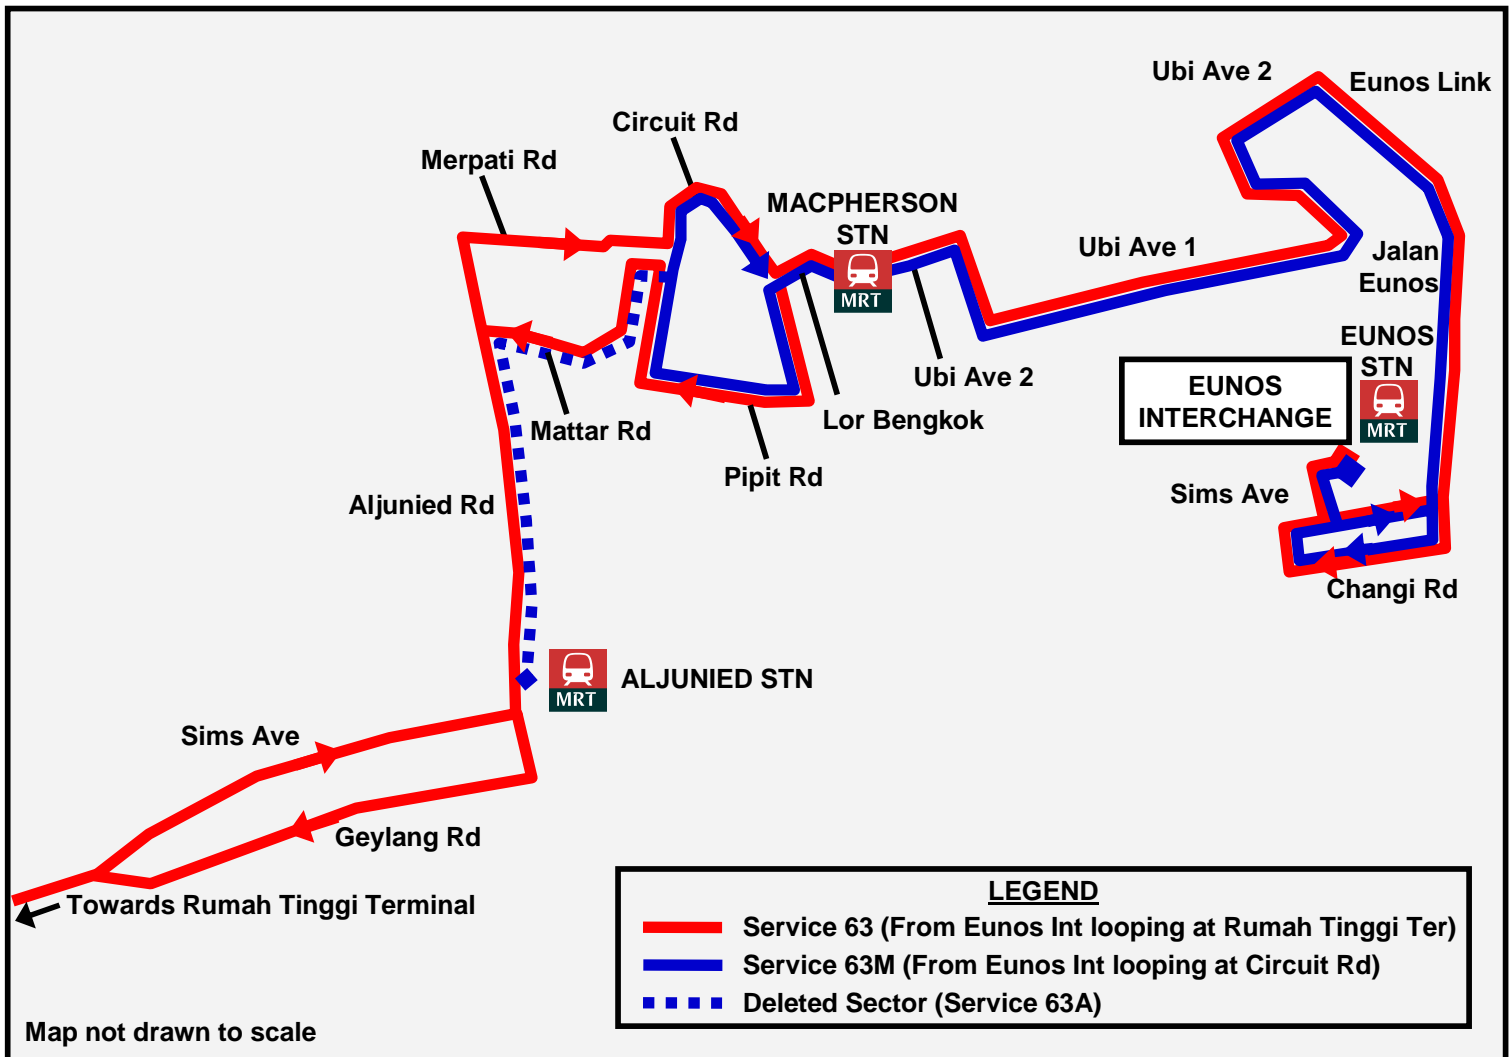 Ubi Ave 2
Eunos Link
Circuit Rd
Merpati Rd
MACPHERSON
STN
MRT
Ubi Ave 1
Jalan
Eunos
EUNOS
STN
MRT
EUNOS
INTERCHANGE
Ubi Ave 2
Lor Bengkok
Mattar Rd
Pipit Rd
Sims Ave
Aljunied Rd
Changi Rd
MRT
ALJUNIED STN
Sims Ave
Geylang Rd
Towards Rumah Tinggi Terminal
LEGEND
Service 63 (From Eunos Int looping at Rumah Tinggi Ter)
Service 63M (From Eunos Int looping at Circuit Rd)
Deleted Sector (Service 63A)
Map not drawn to scale